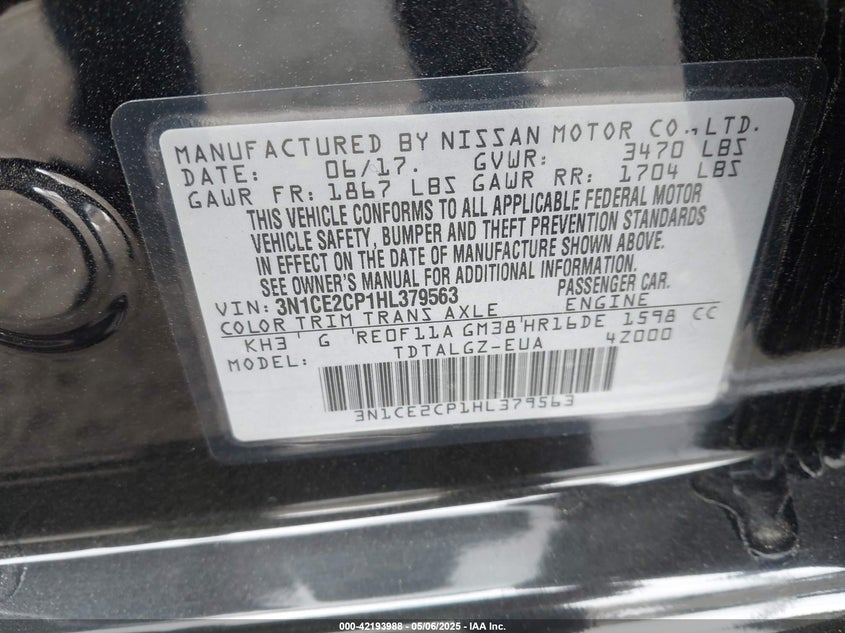 MANUFACTURED BY NISSAN MOTOR CO., LTD.
DATE: 06/17. GVWR: 3470 LBS
GAWR FR: 1867 LBS GAWR RR: 1704 LBS
THIS VEHICLE CONFORMS TO ALL APPLICABLE FEDERAL MOTOR
VEHICLE SAFETY, BUMPER AND THEFT PREVENTION STANDARDS
IN EFFECT ON THE DATE OF MANUFACTURE SHOWN ABOVE.
SEE OWNER'S MANUAL FOR ADDITIONAL INFORMATION.
VIN: 3N1CE2CP1HL379563 PASSENGER CAR.
COLOR TRIM TRANS AXLE ENGINE
KH3 G 'RE0F11A GM38'HR16DE 1598 CC
MODEL: TDTALGZ-EUA 4Z000
3N1CE2CP1HL379563
000-42193988 - 05/06/2025 - IAA Inc.